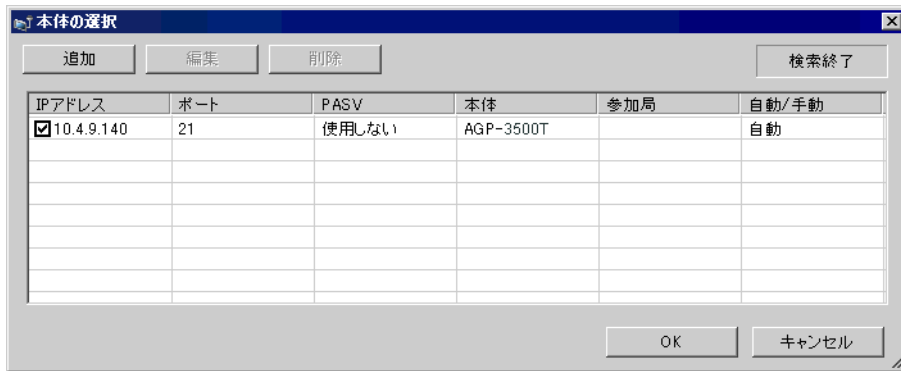 本体の選択
追加 編集 削除 検索終了
IPアドレス ポート PASV 本体 参加局 自動/手動
10.4.9.140 21 使用しない AGP-3500T 自動
OK キャンセル